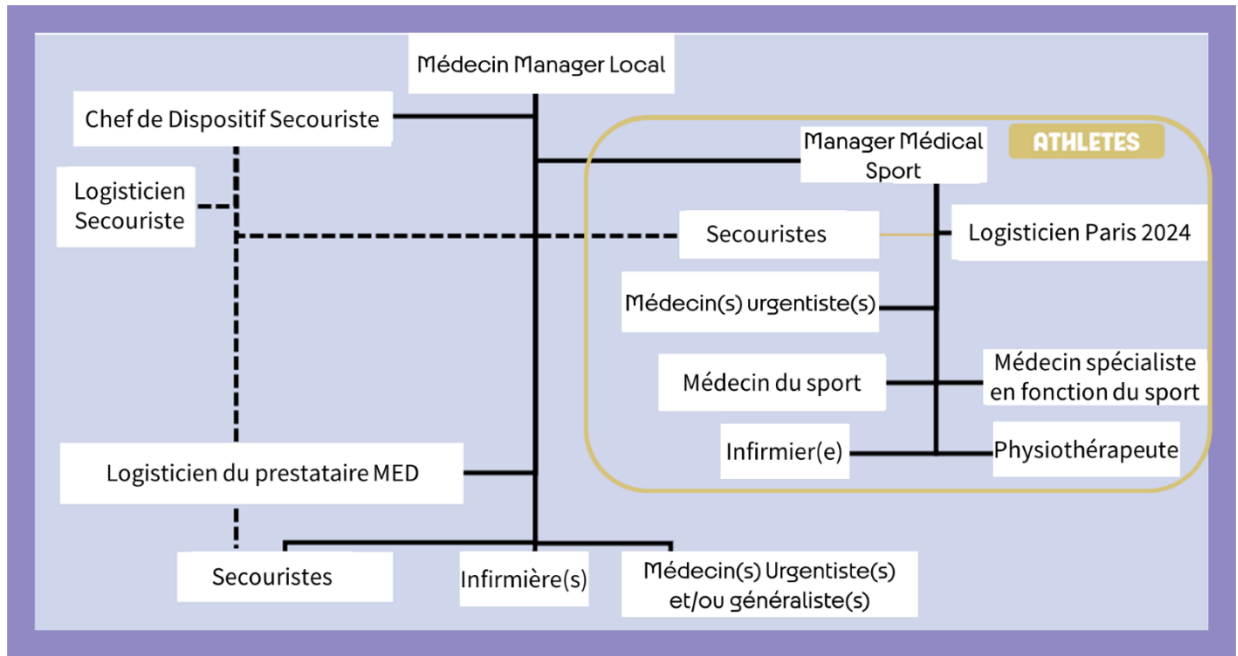 Médecin Manager Local
Chef de Dispositif Secouriste
ATHLETES
Manager Médical
Sport
Logisticien
Secouriste
Secouristes
Logisticien Paris 2024
Médecin(s) urgentiste(s)
Médecin du sport
Médecin spécialiste
en fonction du sport
Infirmier(e)
Physiothérapeute
Logisticien du prestataire MED
Secouristes
Infirmière(s)
Médecin(s) Urgentiste(s)
et/ou généraliste(s)